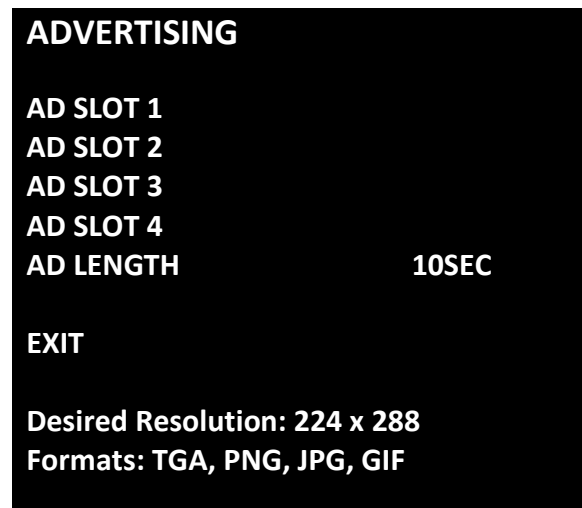 ADVERTISING
AD SLOT 1
AD SLOT 2
AD SLOT 3
AD SLOT 4
AD LENGTH 10SEC
EXIT
Desired Resolution: 224 x 288
Formats: TGA, PNG, JPG, GIF